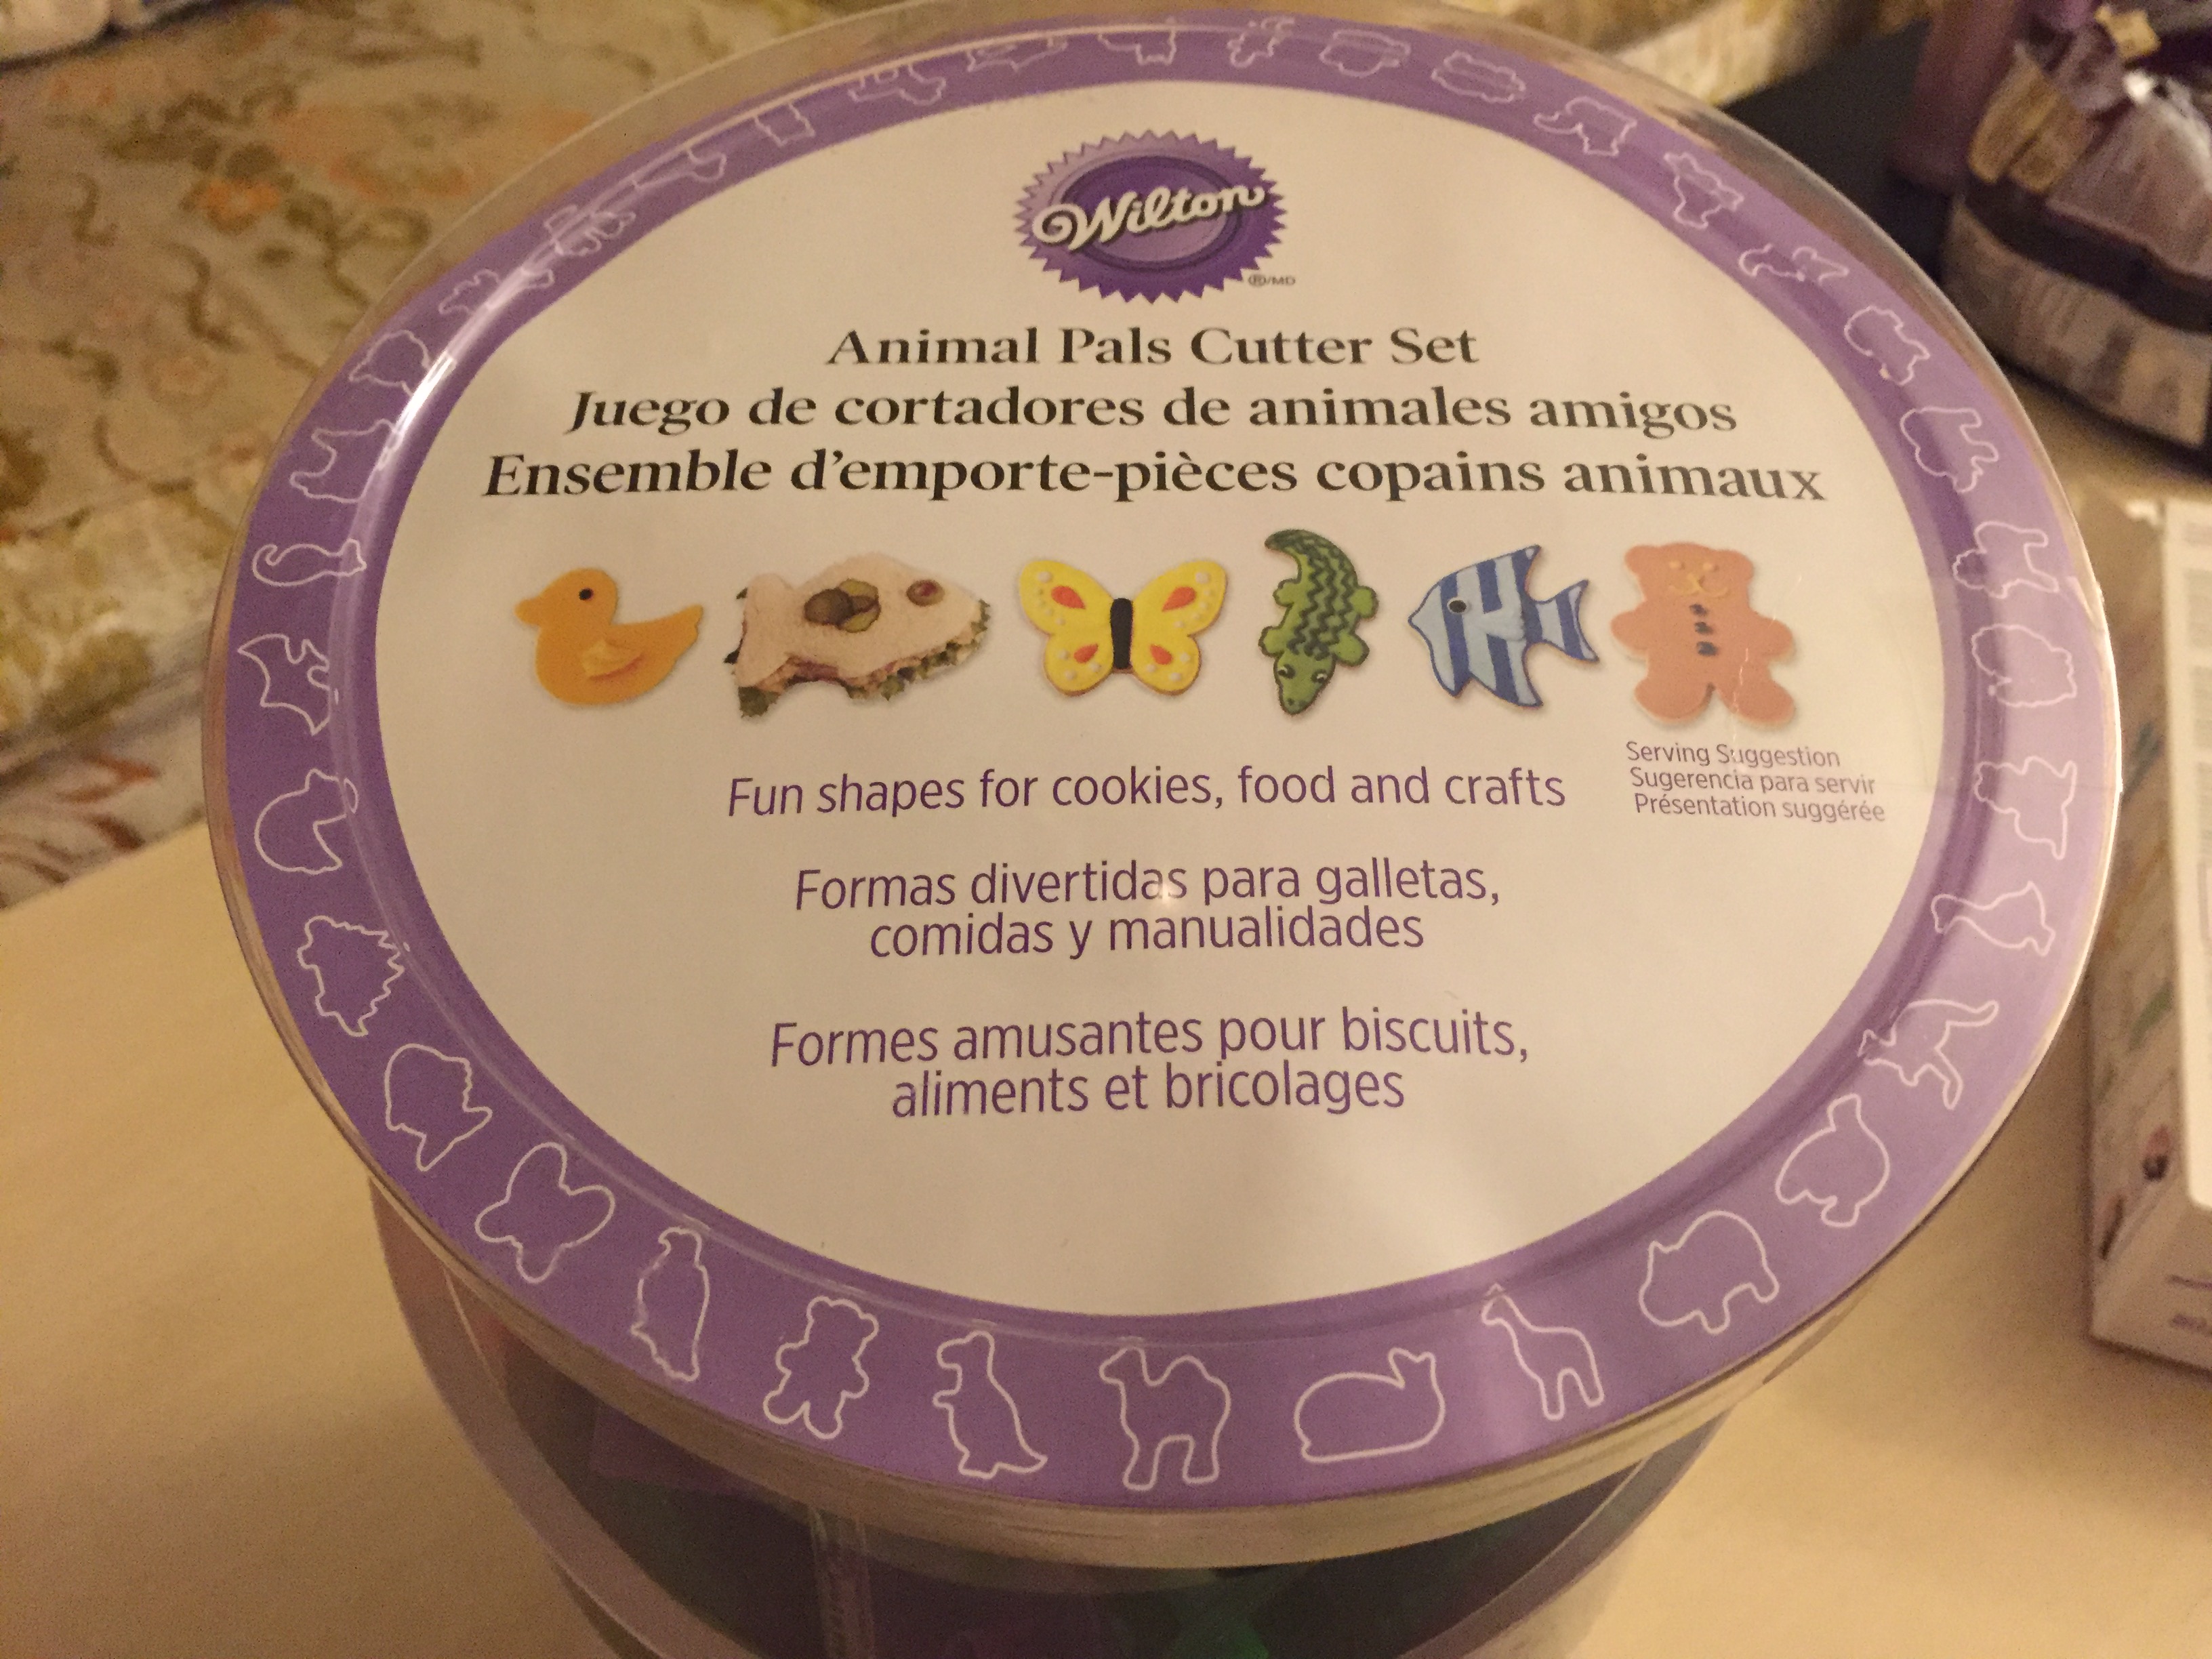 Wilton
®/MD
Animal Pals Cutter Set
Juego de cortadores de animales amigos
Ensemble d'emporte-pièces copains animaux
Serving Suggestion
Sugerencia para servir
Présentation suggérée
Fun shapes for cookies, food and crafts
Formas divertidas para galletas,
comidas y manualidades
Formes amusantes pour biscuits,
aliments et bricolages